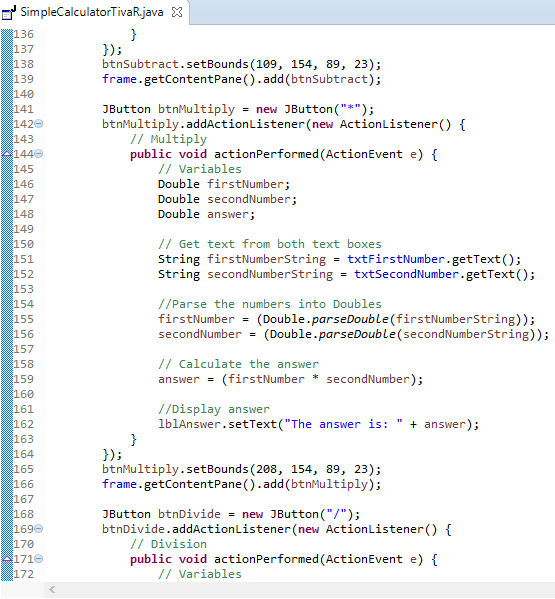 SimpleCalculatorTivaR.java
136 }
137 });
138 btnSubtract.setBounds(109, 154, 89, 23);
139 frame.getContentPane().add(btnSubtract);
140
141 JButton btnMultiply = new JButton("*");
142 btnMultiply.addActionListener(new ActionListener() {
143 // Multiply
144 public void actionPerformed(ActionEvent e) {
145 // Variables
146 Double firstNumber;
147 Double secondNumber;
148 Double answer;
149
150 // Get text from both text boxes
151 String firstNumberString = txtFirstNumber.getText();
152 String secondNumberString = txtSecondNumber.getText();
153
154 //Parse the numbers into Doubles
155 firstNumber = (Double.parseDouble(firstNumberString));
156 secondNumber = (Double.parseDouble(secondNumberString));
157
158 // Calculate the answer
159 answer = (firstNumber * secondNumber);
160
161 //Display answer
162 lblAnswer.setText("The answer is: " + answer);
163 }
164 });
165 btnMultiply.setBounds(208, 154, 89, 23);
166 frame.getContentPane().add(btnMultiply);
167
168 JButton btnDivide = new JButton("/");
169 btnDivide.addActionListener(new ActionListener() {
170 // Division
171 public void actionPerformed(ActionEvent e) {
172 // Variables